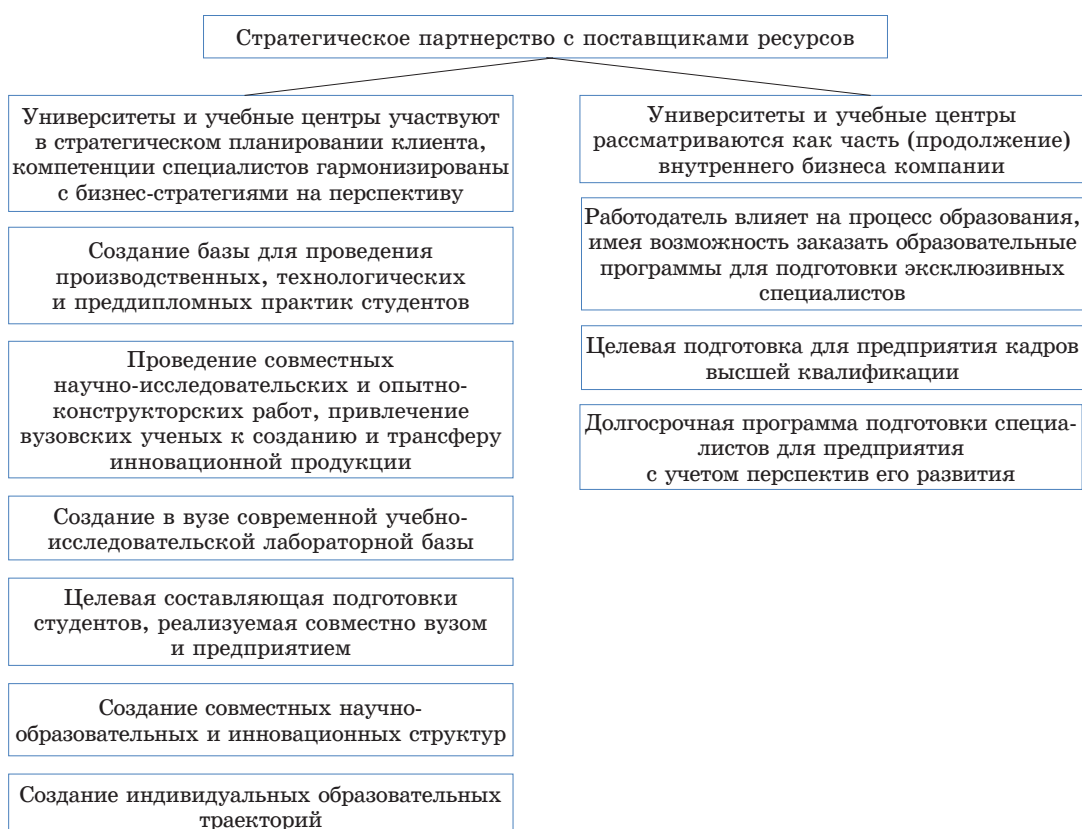 Стратегическое партнерство с поставщиками ресурсов
Университеты и учебные центры участвуют
в стратегическом планировании клиента,
компетенции специалистов гармонизированы
с бизнес-стратегиями на перспективу
Создание базы для проведения
производственных, технологических
и преддипломных практик студентов
Проведение совместных
научно-исследовательских и опытно-
конструкторских работ, привлечение
вузовских ученых к созданию и трансферу
инновационной продукции
Создание в вузе современной учебно-
исследовательской лабораторной базы
Целевая составляющая подготовки
студентов, реализуемая совместно вузом
и предприятием
Создание совместных научно-
образовательных и инновационных структур
Создание индивидуальных образовательных
траекторий
Университеты и учебные центры
рассматриваются как часть (продолжение)
внутреннего бизнеса компании
Работодатель влияет на процесс образования,
имея возможность заказать образовательные
программы для подготовки эксклюзивных
специалистов
Целевая подготовка для предприятия кадров
высшей квалификации
Долгосрочная программа подготовки специа-
листов для предприятия
с учетом перспектив его развития